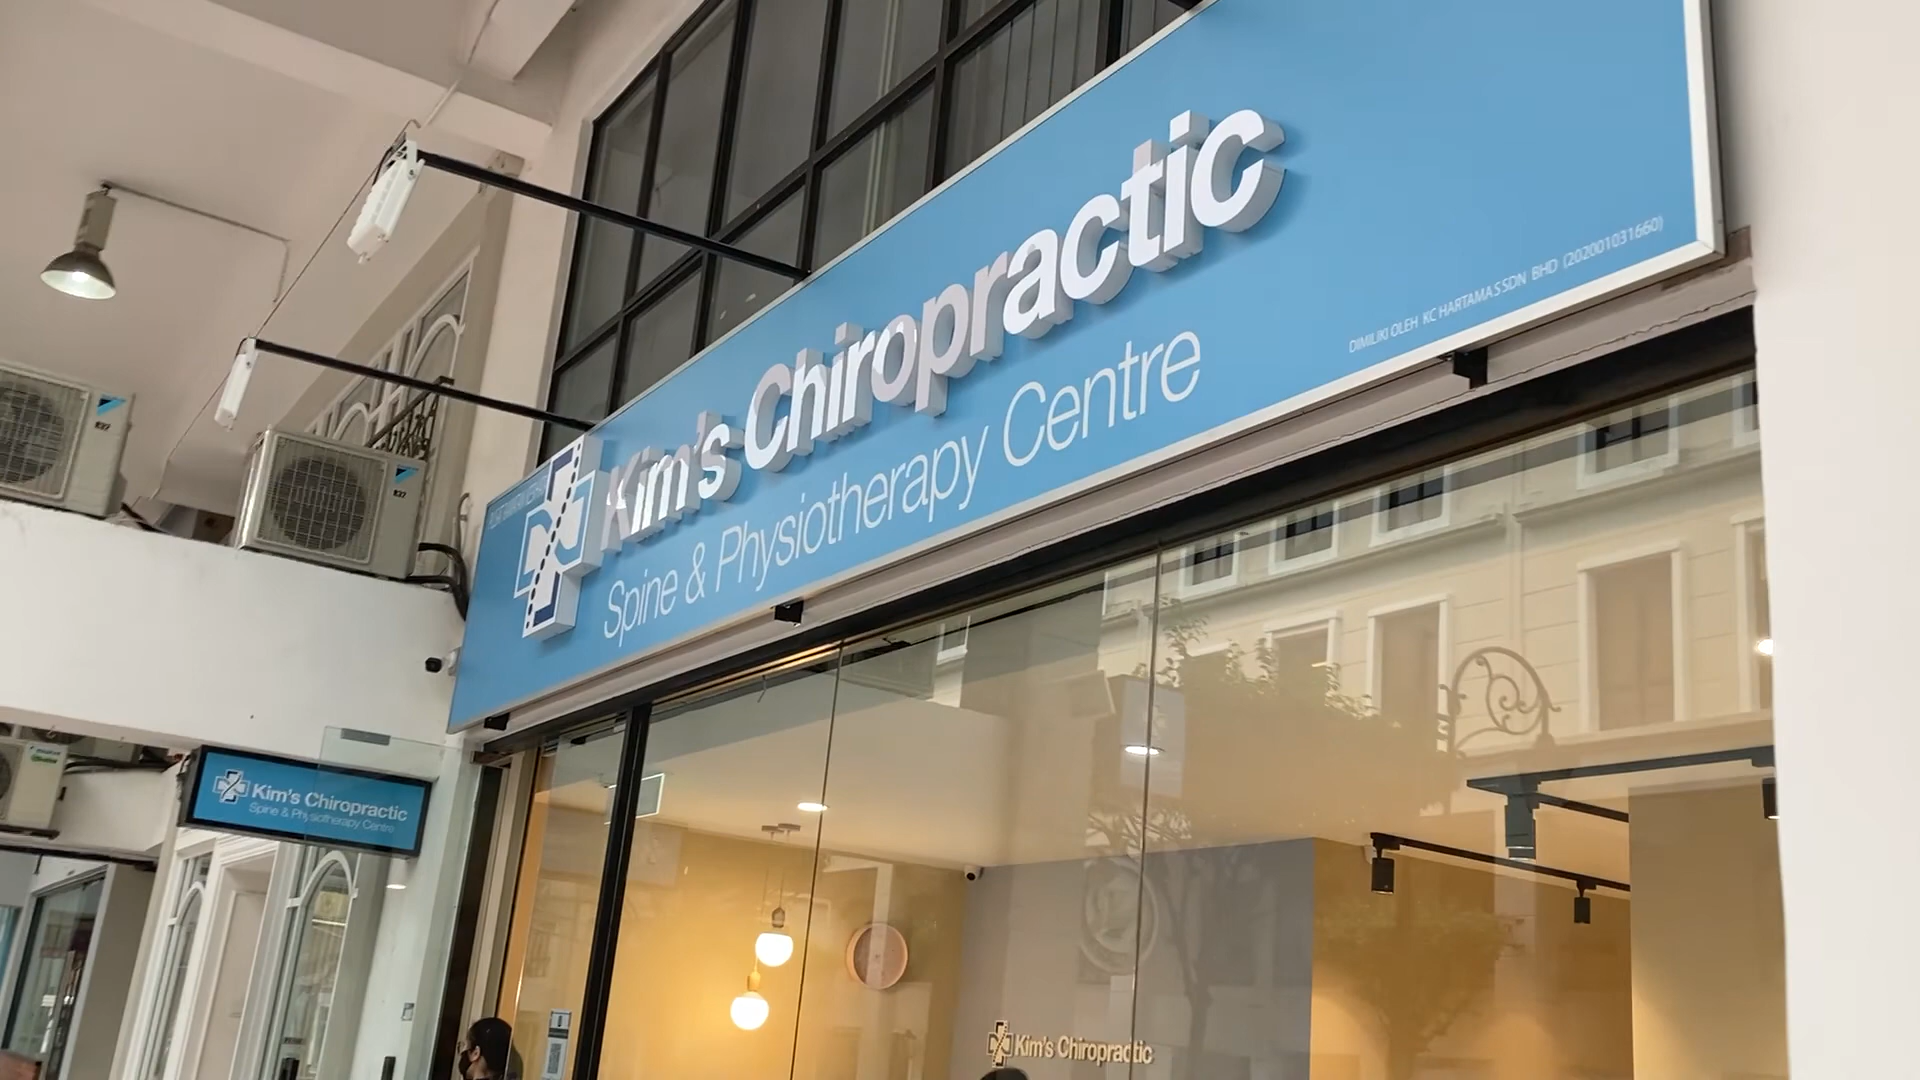 Kim's Chiropractic
Spine & Physiotherapy Centre
DIMILIKI OLEH KC HARTAMAS SDN BHD (202001031660)
Kim's Chiropractic
Spine & Physiotherapy Centre
Kim's Chiropractic